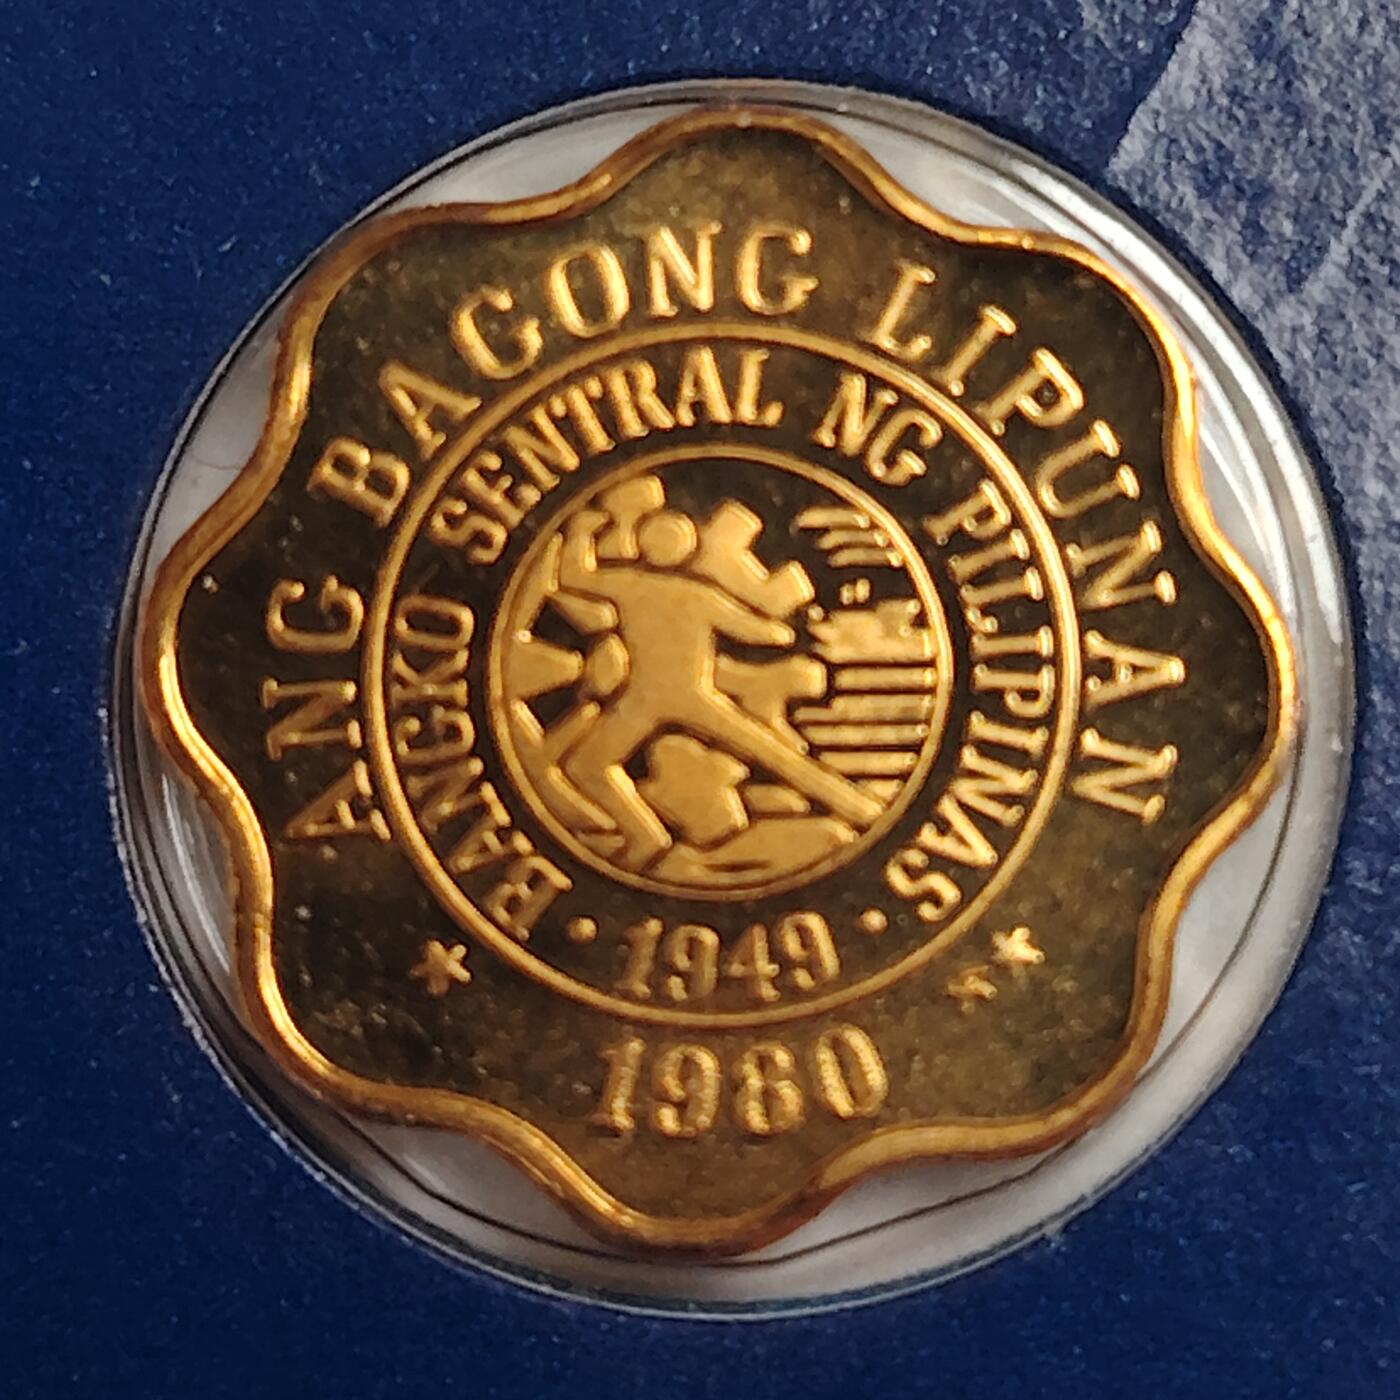 ANG BAGONG LIPUNAN
BANGKO SENTRAL NG PILIPINAS
· 1949 ·
1980